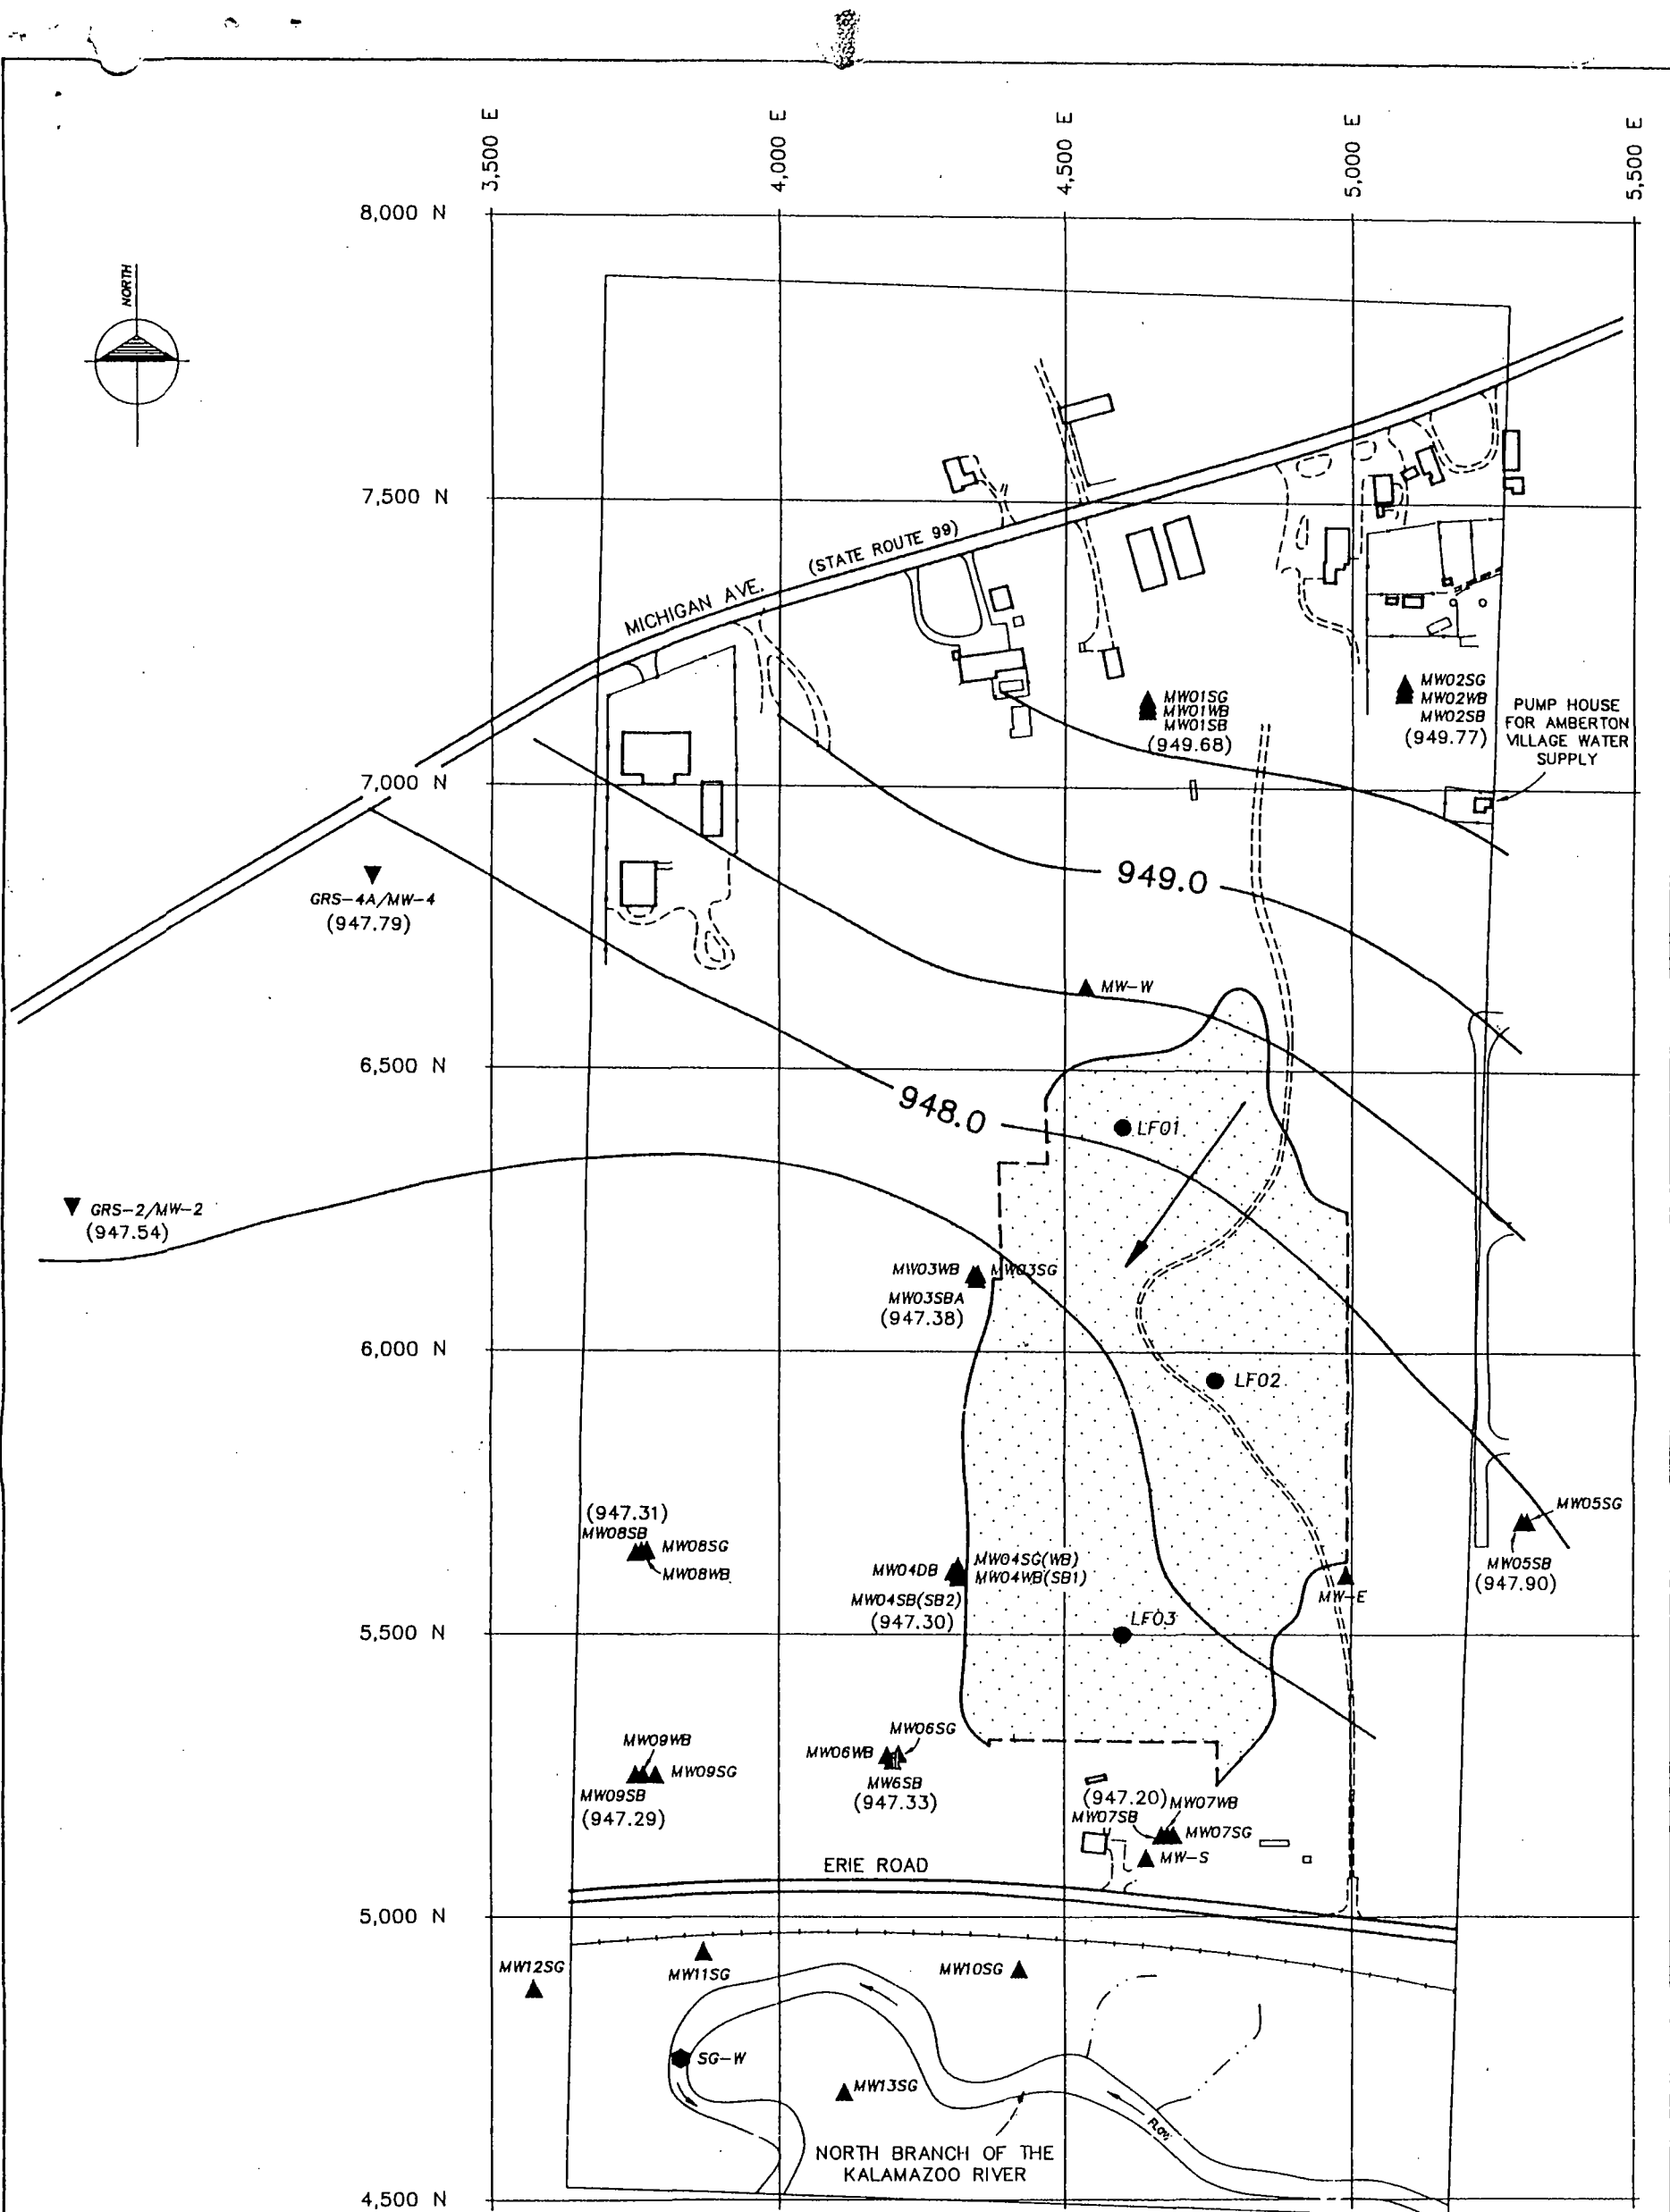 3,500 E
4,000 E
4,500 E
5,000 E
5,500 E
8,000 N
NORTH
7,500 N
(STATE ROUTE 99)
MICHIGAN AVE.
MW01SG
MW01WB
MW01SB
(949.68)
MW02SG
MW02WB
MW02SB
(949.77)
PUMP HOUSE
FOR AMBERTON
VILLAGE WATER
SUPPLY
7,000 N
949.0
GRS-4A/MW-4
(947.79)
MW-W
6,500 N
948.0
LF01
GRS-2/MW-2
(947.54)
MW03WB
MW03SG
MW03SBA
(947.38)
6,000 N
LF02
(947.31)
MW08SB
MW08SG
MW08WB
MW04DB
MW04SG(WB)
MW04WB(SB1)
MW04SB(SB2)
(947.30)
MW05SG
MW05SB
(947.90)
MW-E
LF03
5,500 N
MW09WB
MW09SG
MW09SB
(947.29)
MW06SG
MW06WB
MW6SB
(947.33)
(947.20)
MW07WB
MW07SB
MW07SG
MW-S
ERIE ROAD
5,000 N
MW12SG
MW11SG
MW10SG
SG-W
MW13SG
FLOW
NORTH BRANCH OF THE
KALAMAZOO RIVER
4,500 N